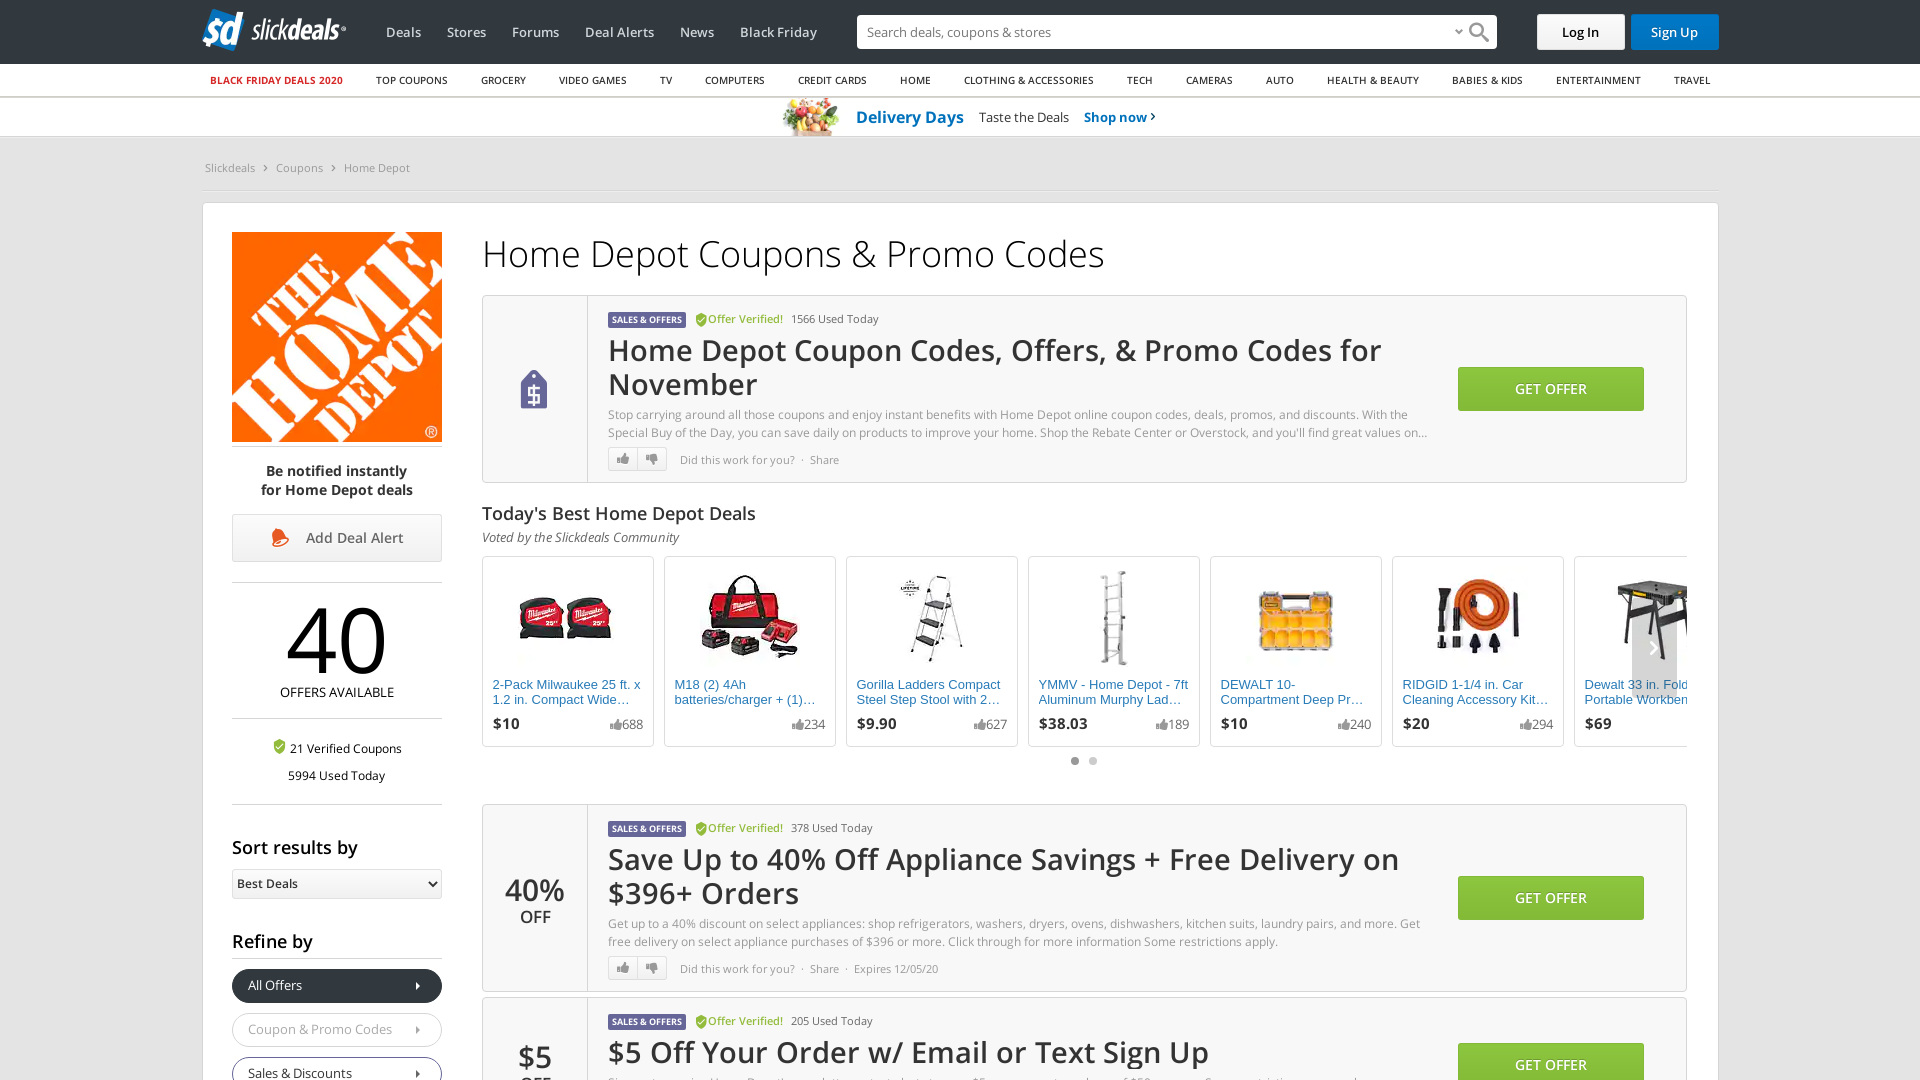 sd slickdeals®
Deals
Stores
Forums
Deal Alerts
News
Black Friday
Search deals, coupons & stores
Log In
Sign Up
BLACK FRIDAY DEALS 2020
TOP COUPONS
GROCERY
VIDEO GAMES
TV
COMPUTERS
CREDIT CARDS
HOME
CLOTHING & ACCESSORIES
TECH
CAMERAS
AUTO
HEALTH & BEAUTY
BABIES & KIDS
ENTERTAINMENT
TRAVEL
Delivery Days Taste the Deals Shop now
Slickdeals
Coupons
Home Depot
THE
HOME
DEPOT
®
Be notified instantly
for Home Depot deals
Add Deal Alert
40
OFFERS AVAILABLE
21 Verified Coupons
5994 Used Today
Sort results by
Best Deals
Refine by
All Offers
Coupon & Promo Codes
Sales & Discounts
Home Depot Coupons & Promo Codes
SALES & OFFERS Offer Verified! 1566 Used Today
Home Depot Coupon Codes, Offers, & Promo Codes for
November
Stop carrying around all those coupons and enjoy instant benefits with Home Depot online coupon codes, deals, promos, and discounts. With the
Special Buy of the Day, you can save daily on products to improve your home. Shop the Rebate Center or Overstock, and you'll find great values on...
Did this work for you? · Share
GET OFFER
Today's Best Home Depot Deals
Voted by the Slickdeals Community
2-Pack Milwaukee 25 ft. x
1.2 in. Compact Wide...
$10
688
M18 (2) 4Ah
batteries/charger + (1)...
234
Gorilla Ladders Compact
Steel Step Stool with 2...
$9.90
627
YMMV - Home Depot - 7ft
Aluminum Murphy Lad...
$38.03
189
DEWALT 10-
Compartment Deep Pr...
$10
240
RIDGID 1-1/4 in. Car
Cleaning Accessory Kit...
$20
294
Dewalt 33 in. Fold
Portable Workben
$69
40%
OFF
SALES & OFFERS Offer Verified! 378 Used Today
Save Up to 40% Off Appliance Savings + Free Delivery on
$396+ Orders
Get up to a 40% discount on select appliances: shop refrigerators, washers, dryers, ovens, dishwashers, kitchen suits, laundry pairs, and more. Get
free delivery on select appliance purchases of $396 or more. Click through for more information Some restrictions apply.
Did this work for you? · Share · Expires 12/05/20
GET OFFER
$5
SALES & OFFERS Offer Verified! 205 Used Today
$5 Off Your Order w/ Email or Text Sign Up
GET OFFER